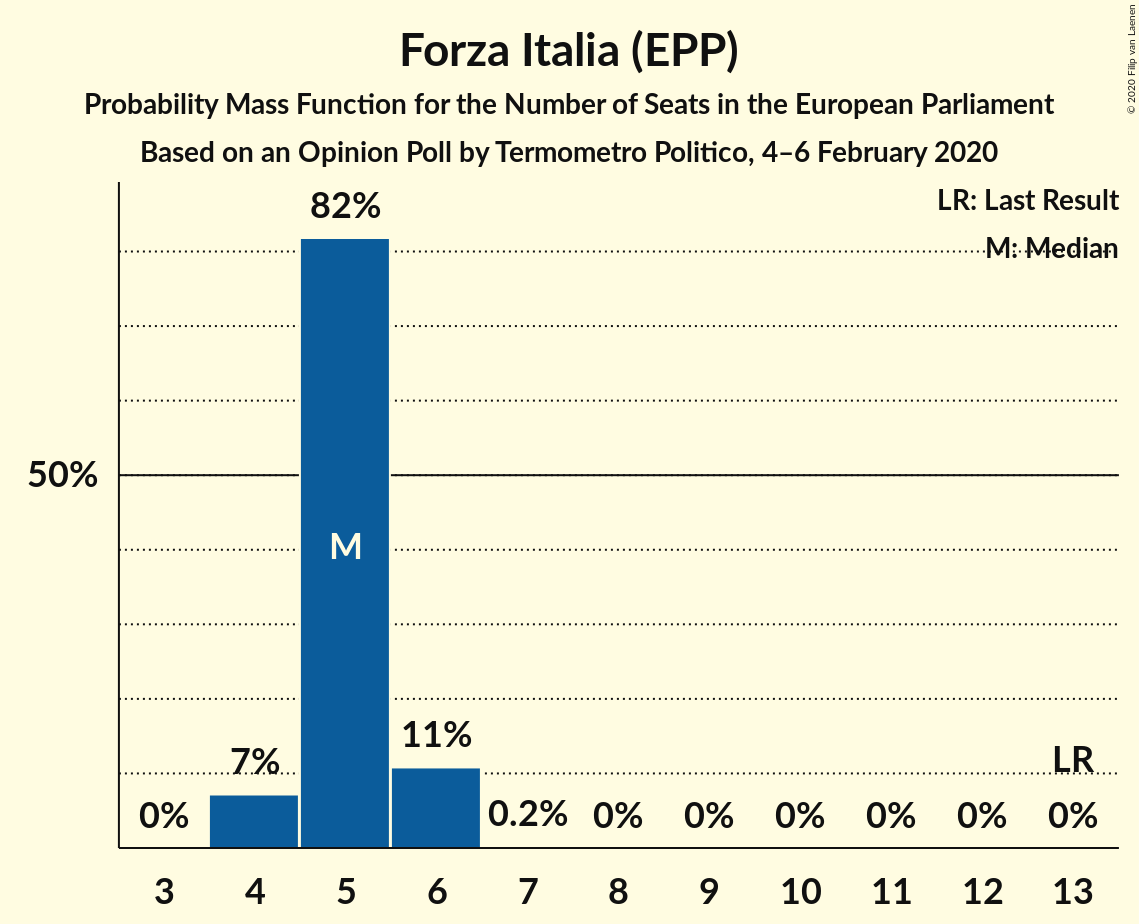 Forza Italia (EPP)
Probability Mass Function for the Number of Seats in the European Parliament
Based on an Opinion Poll by Termometro Politico, 4–6 February 2020
© 2020 Filip van Laenen
LR: Last Result
M: Median
82%
50%
M
11%
7%
LR
0%
0.2%
0%
0%
0%
0%
0%
0%
3 4 5 6 7 8 9 10 11 12 13